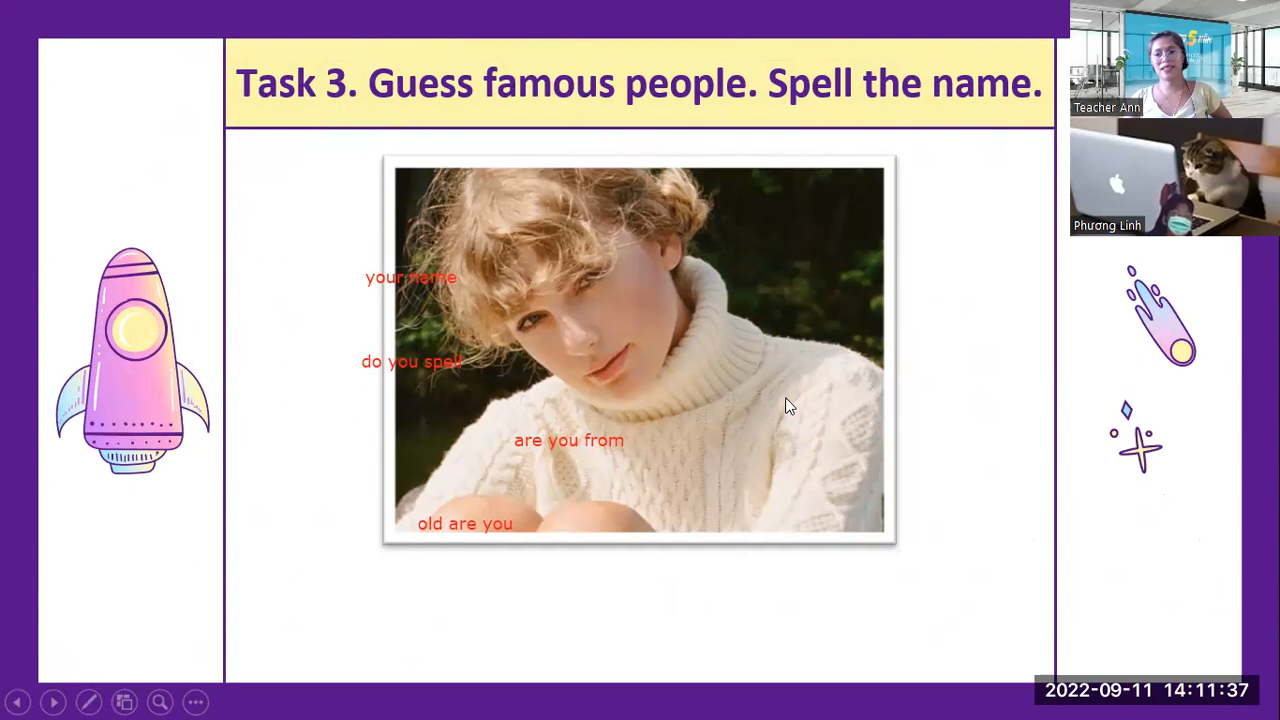 Task 3. Guess famous people. Spell the name.
Teacher Ann
Phương Linh
your name
do you spell
are you from
old are you
2022-09-11 14:11:37